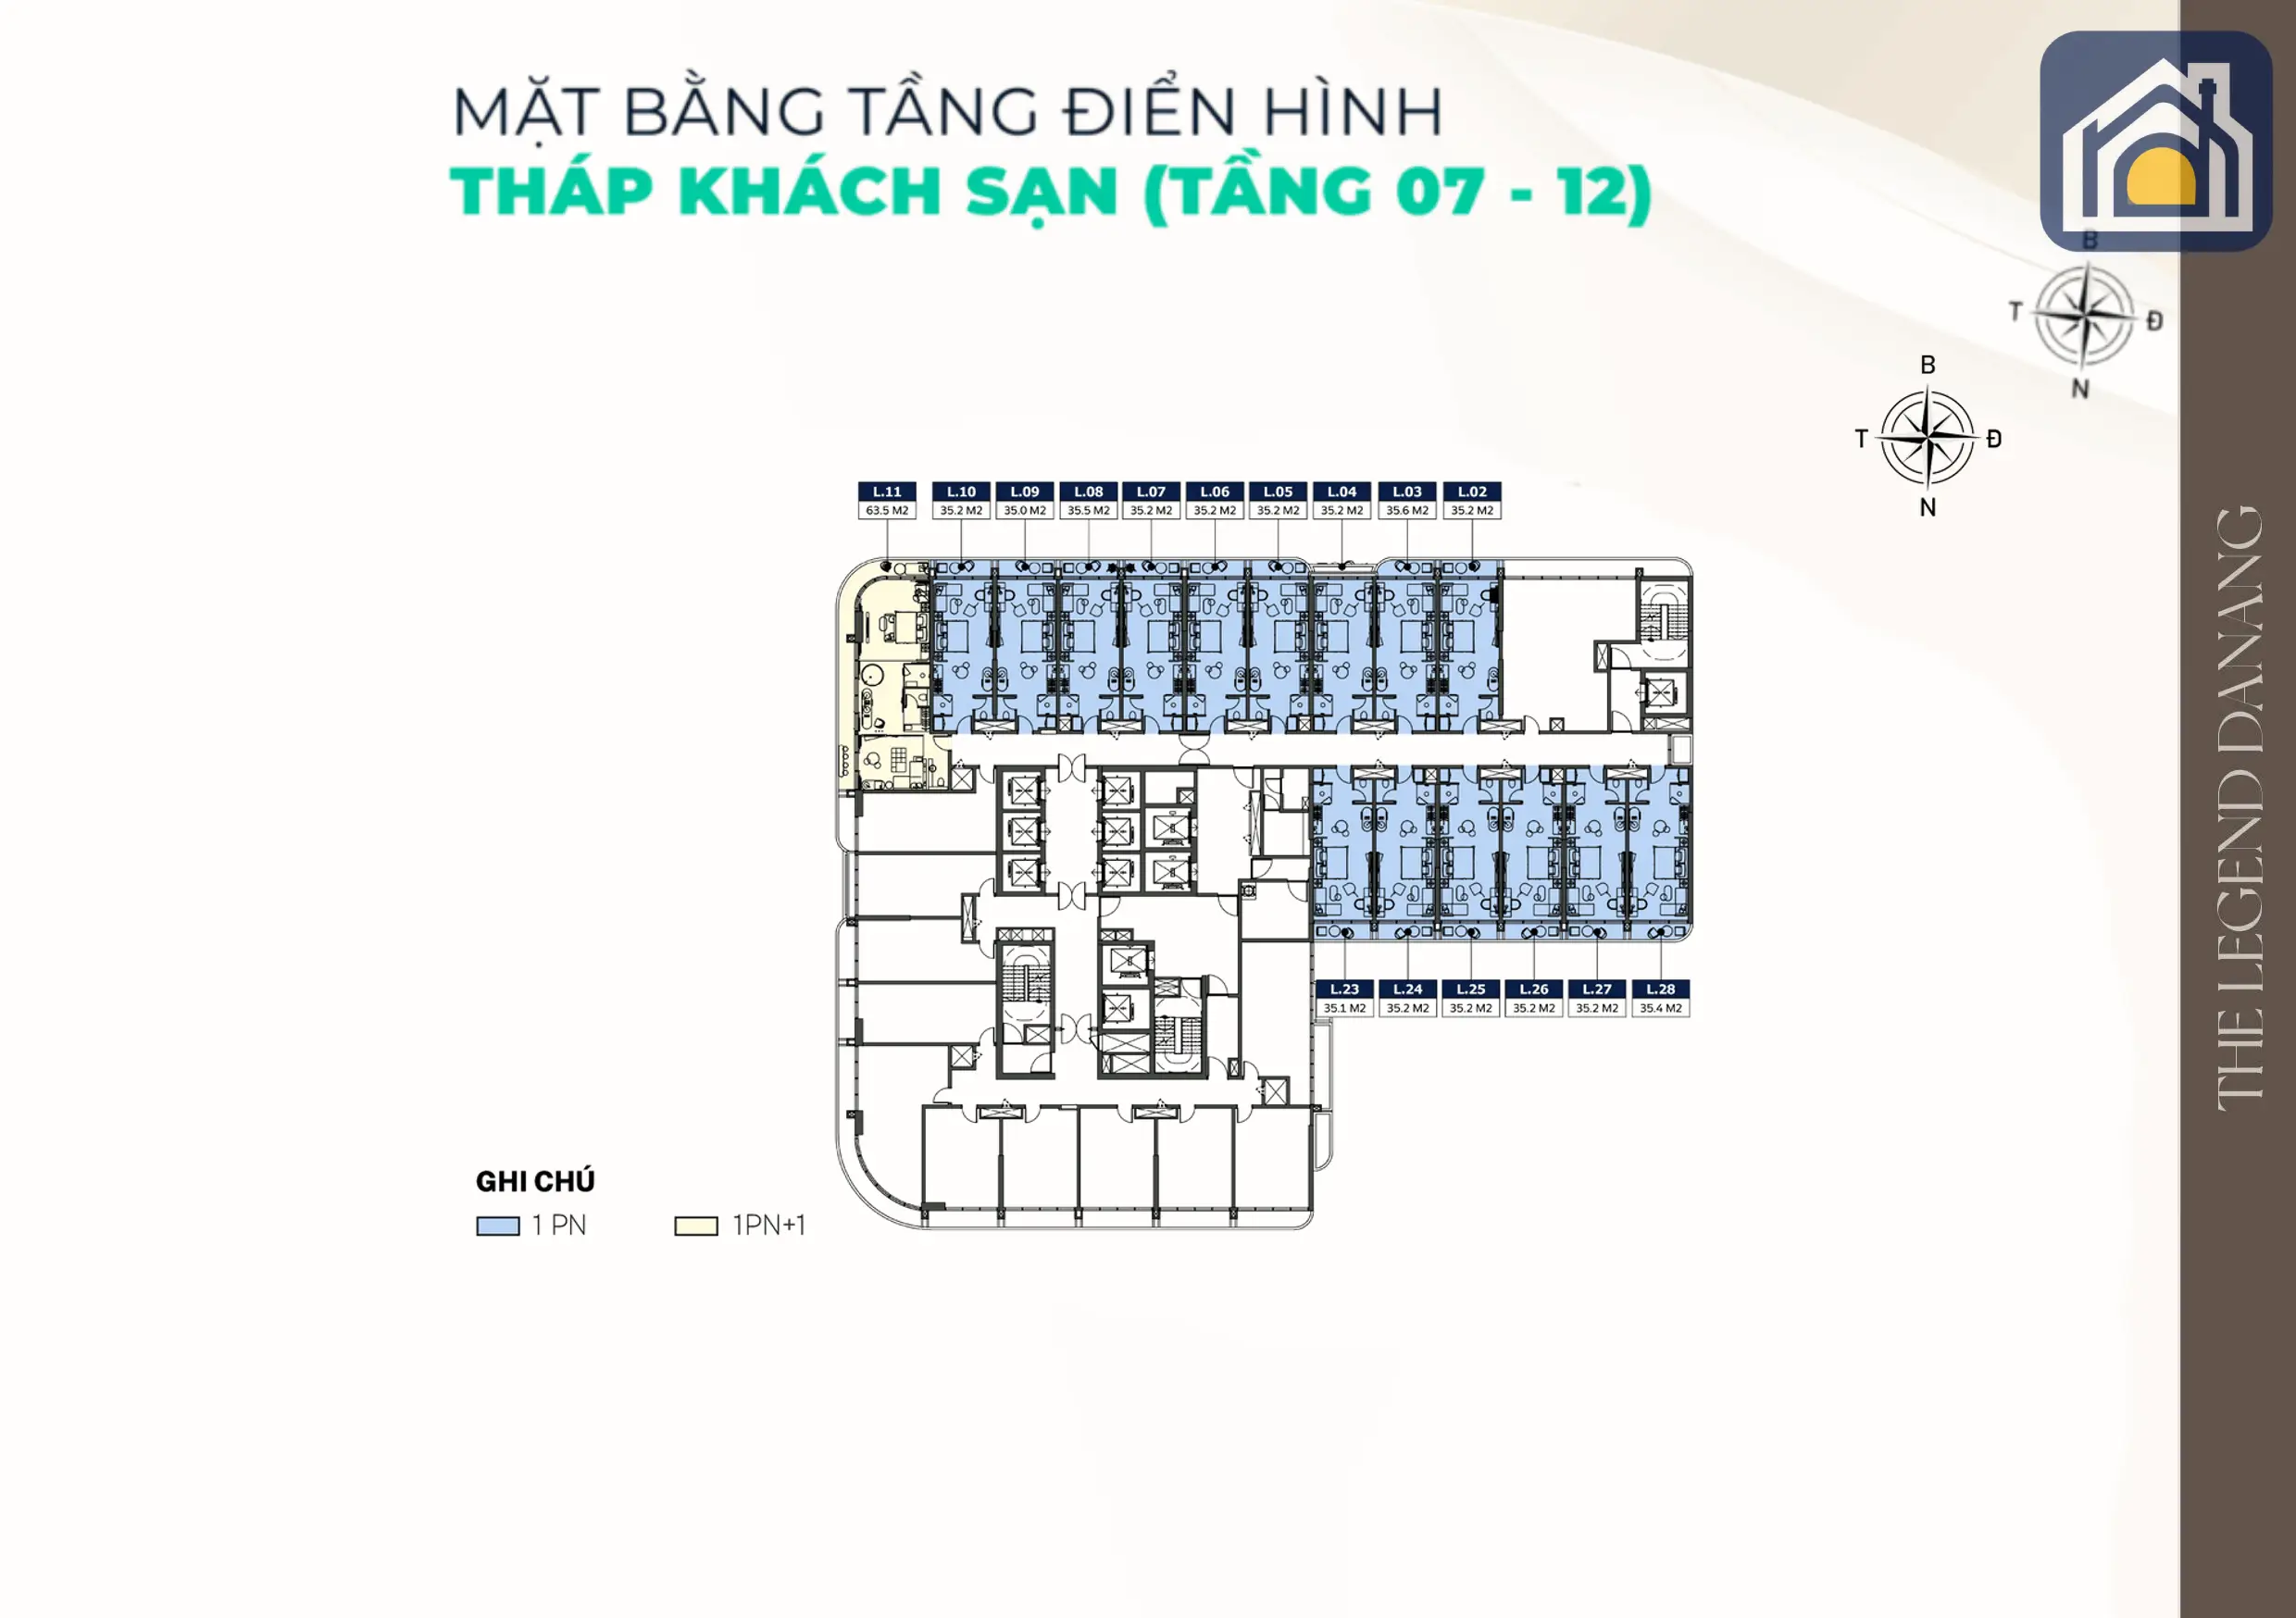 MẶT BẰNG TẦNG ĐIỂN HÌNH
THÁP KHÁCH SẠN (TẦNG 07 - 12)
B
T
Đ
N
B
T
Đ
N
L.11
63.5 M2
L.10
35.2 M2
L.09
35.0 M2
L.08
35.5 M2
L.07
35.2 M2
L.06
35.2 M2
L.05
35.2 M2
L.04
35.2 M2
L.03
35.6 M2
L.02
35.2 M2
L.23
35.1 M2
L.24
35.2 M2
L.25
35.2 M2
L.26
35.2 M2
L.27
35.2 M2
L.28
35.4 M2
GHI CHÚ
1 PN
1PN+1
THE LEGEND DANANG